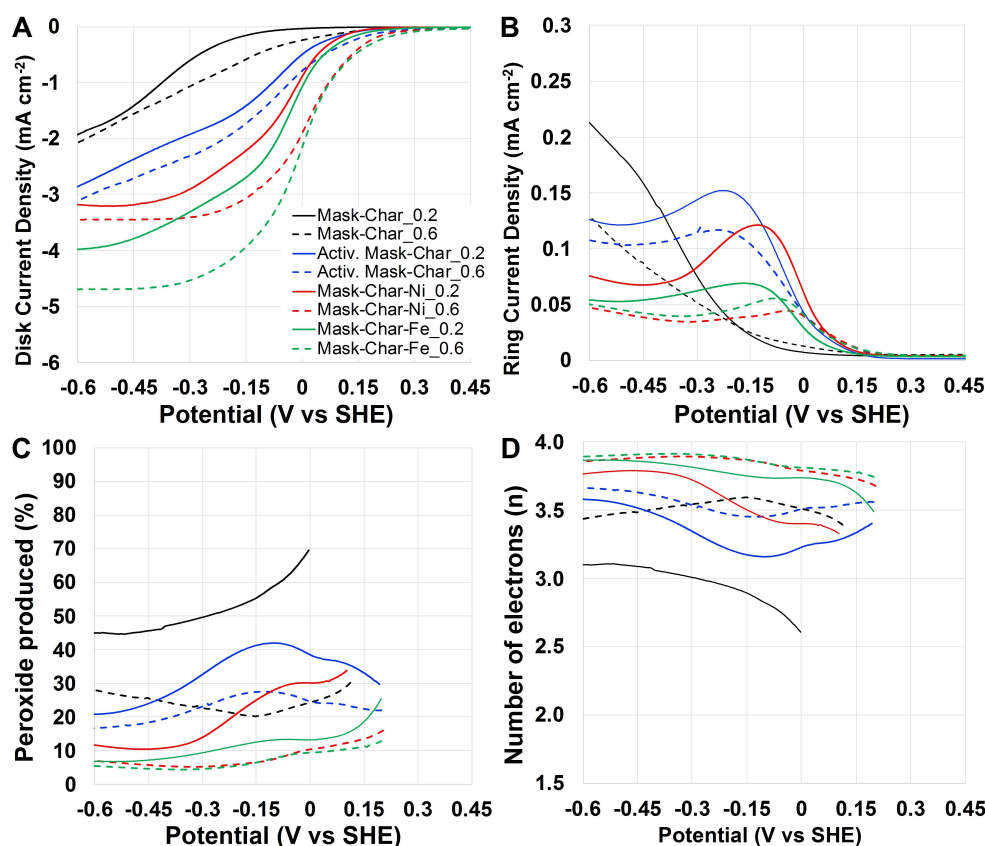 A
Disk Current Density (mA cm-2)
0
-1
-2
-3
-4
-5
-6
-0.6 -0.45 -0.3 -0.15 0 0.15 0.3 0.45
Potential (V vs SHE)
Mask-Char_0.2
Mask-Char_0.6
Activ. Mask-Char_0.2
Activ. Mask-Char_0.6
Mask-Char-Ni_0.2
Mask-Char-Ni_0.6
Mask-Char-Fe_0.2
Mask-Char-Fe_0.6
B
Ring Current Density (mA cm-2)
0.3
0.25
0.2
0.15
0.1
0.05
0
-0.6 -0.45 -0.3 -0.15 0 0.15 0.3 0.45
Potential (V vs SHE)
C
Peroxide produced (%)
100
90
80
70
60
50
40
30
20
10
0
-0.6 -0.45 -0.3 -0.15 0 0.15 0.3 0.45
Potential (V vs SHE)
D
Number of electrons (n)
4.0
3.5
3.0
2.5
2.0
1.5
-0.6 -0.45 -0.3 -0.15 0 0.15 0.3 0.45
Potential (V vs SHE)